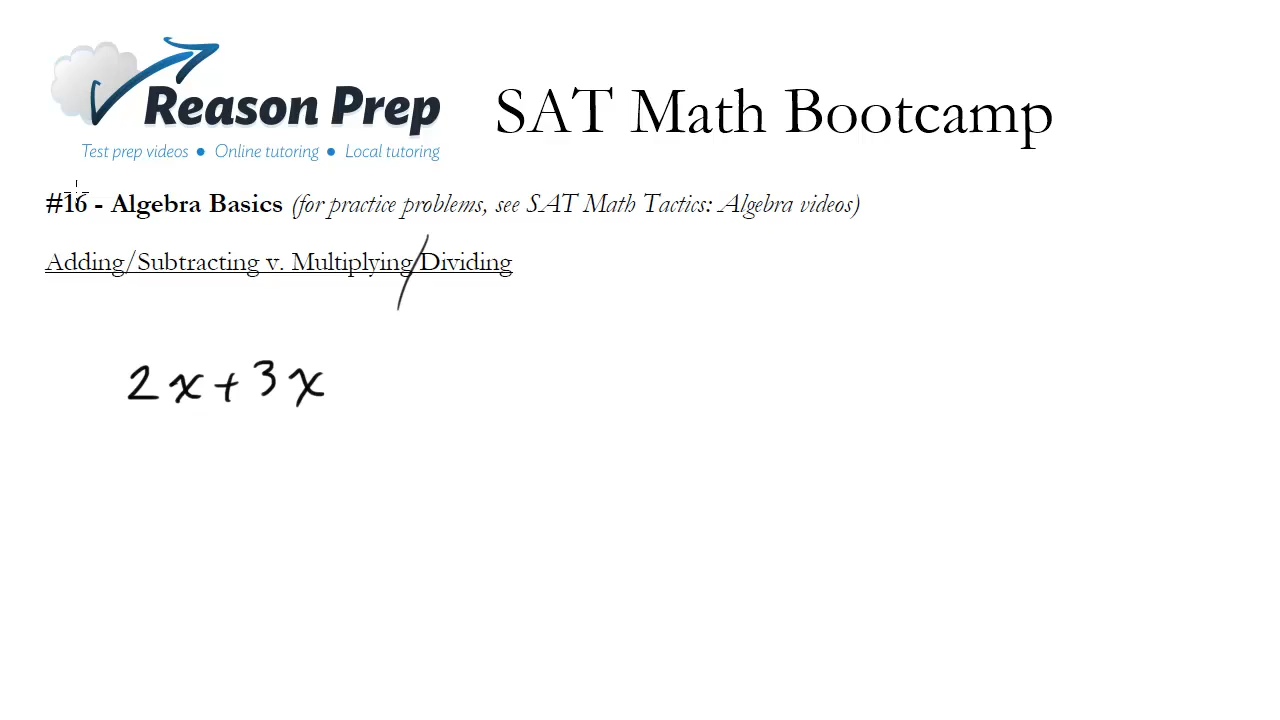 Reason Prep
SAT Math Bootcamp
Test prep videos ● Online tutoring ● Local tutoring
#16 - Algebra Basics (for practice problems, see SAT Math Tactics: Algebra videos)
Adding/Subtracting v. Multiplying/Dividing
2x+3x